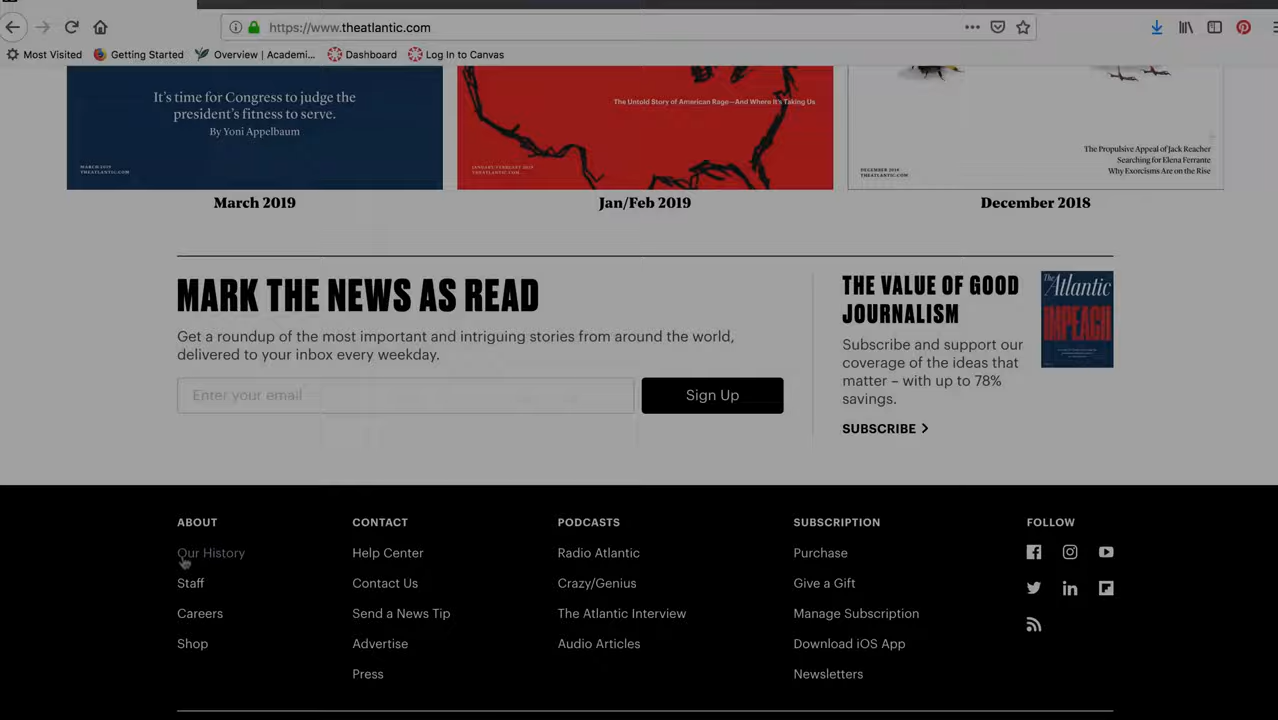 https://www.theatlantic.com
Most Visited
Getting Started
Overview | Academi...
Dashboard
Log In to Canvas
It's time for Congress to judge the
president's fitness to serve.
By Yoni Appelbaum
MARCH 2019
THEATLANTIC.COM
The Untold Story of American Rage—And Where It's Taking Us
JANUARY/FEBRUARY 2019
THEATLANTIC.COM
The Propulsive Appeal of Jack Reacher
Searching for Elena Ferrante
Why Exorcisms Are on the Rise
DECEMBER 2018
THEATLANTIC.COM
March 2019
Jan/Feb 2019
December 2018
MARK THE NEWS AS READ
Get a roundup of the most important and intriguing stories from around the world,
delivered to your inbox every weekday.
Enter your email
Sign Up
THE VALUE OF GOOD
JOURNALISM
Subscribe and support our
coverage of the ideas that
matter – with up to 78%
savings.
SUBSCRIBE
The Atlantic
IMPEACH
ABOUT
Our History
Staff
Careers
Shop
CONTACT
Help Center
Contact Us
Send a News Tip
Advertise
Press
PODCASTS
Radio Atlantic
Crazy/Genius
The Atlantic Interview
Audio Articles
SUBSCRIPTION
Purchase
Give a Gift
Manage Subscription
Download iOS App
Newsletters
FOLLOW